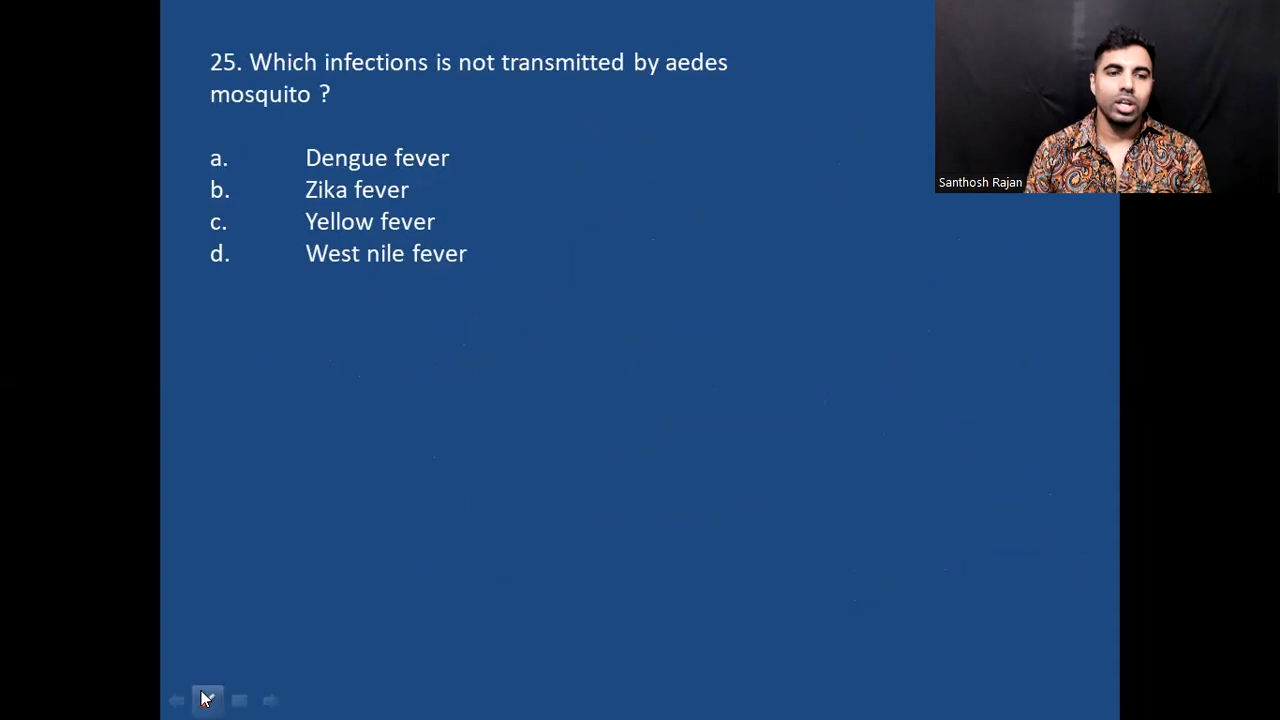 25. Which infections is not transmitted by aedes
mosquito ?
a. Dengue fever
b. Zika fever
c. Yellow fever
d. West nile fever
Santhosh Rajan